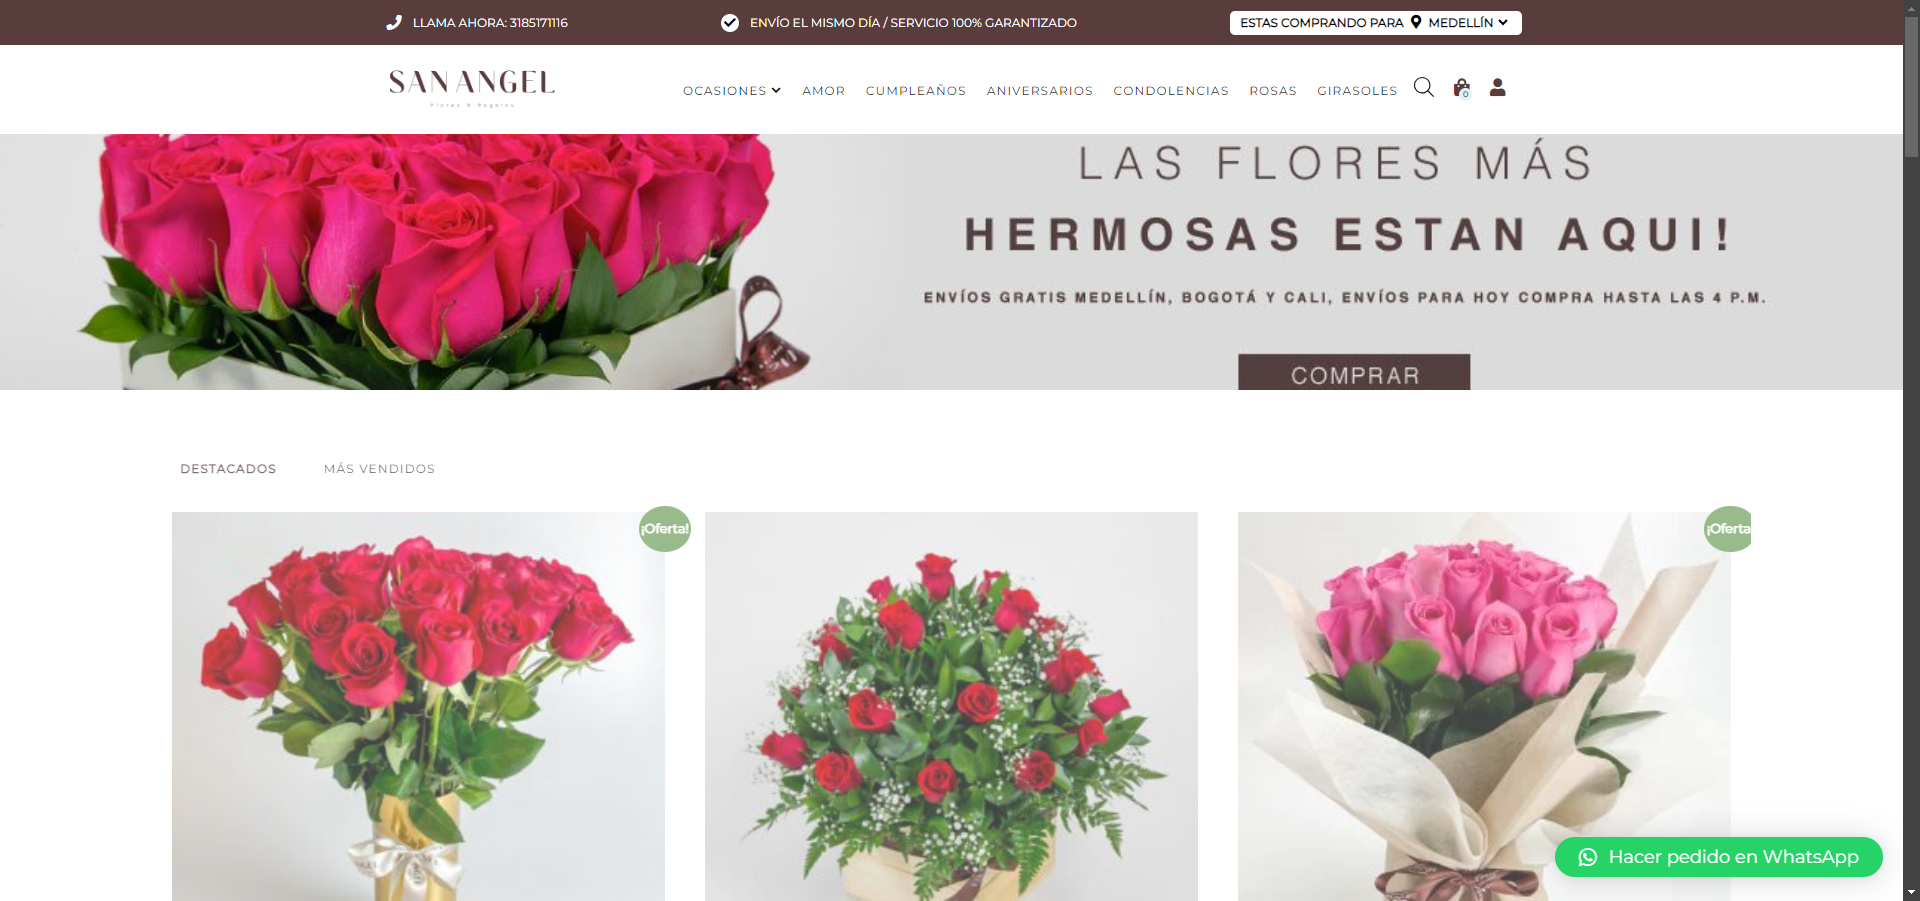 LLAMA AHORA: 3185171116
ENVÍO EL MISMO DÍA / SERVICIO 100% GARANTIZADO
ESTAS COMPRANDO PARA MEDELLÍN
SAN ANGEL
Flores & Regalos
OCASIONES AMOR CUMPLEAÑOS ANIVERSARIOS CONDOLENCIAS ROSAS GIRASOLES
0
LAS FLORES MÁS
HERMOSAS ESTAN AQUI!
ENVÍOS GRATIS MEDELLÍN, BOGOTÁ Y CALI, ENVÍOS PARA HOY COMPRA HASTA LAS 4 P.M.
COMPRAR
DESTACADOS MÁS VENDIDOS
¡Oferta!
¡Oferta
Hacer pedido en WhatsApp